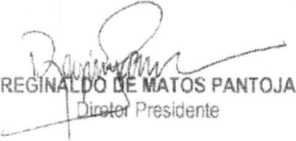 REGINALDO DE MATOS PANTOJA
Diretor Presidente